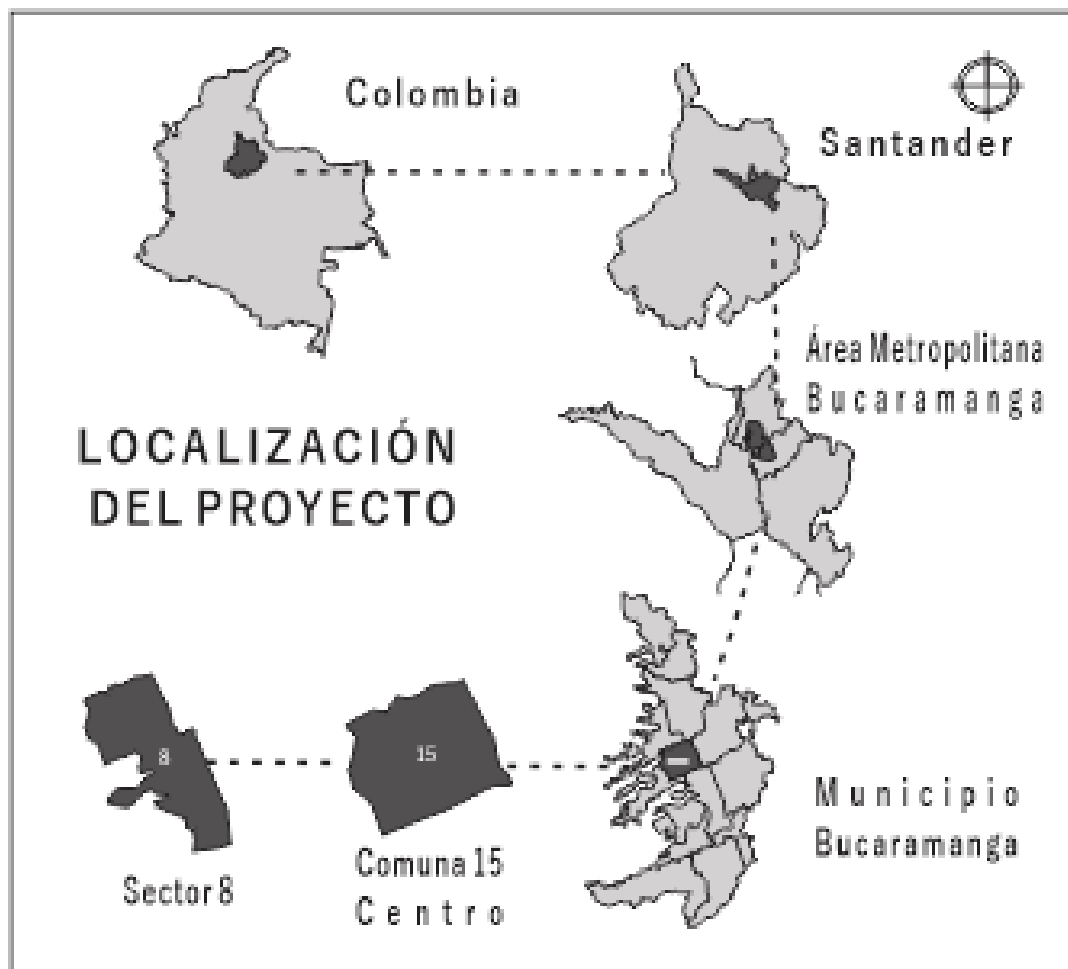 Colombia
Santander
Área Metropolitana
Bucaramanga
LOCALIZACIÓN
DEL PROYECTO
8
15
Municipio
Bucaramanga
Sector 8
Comuna 15
Centro